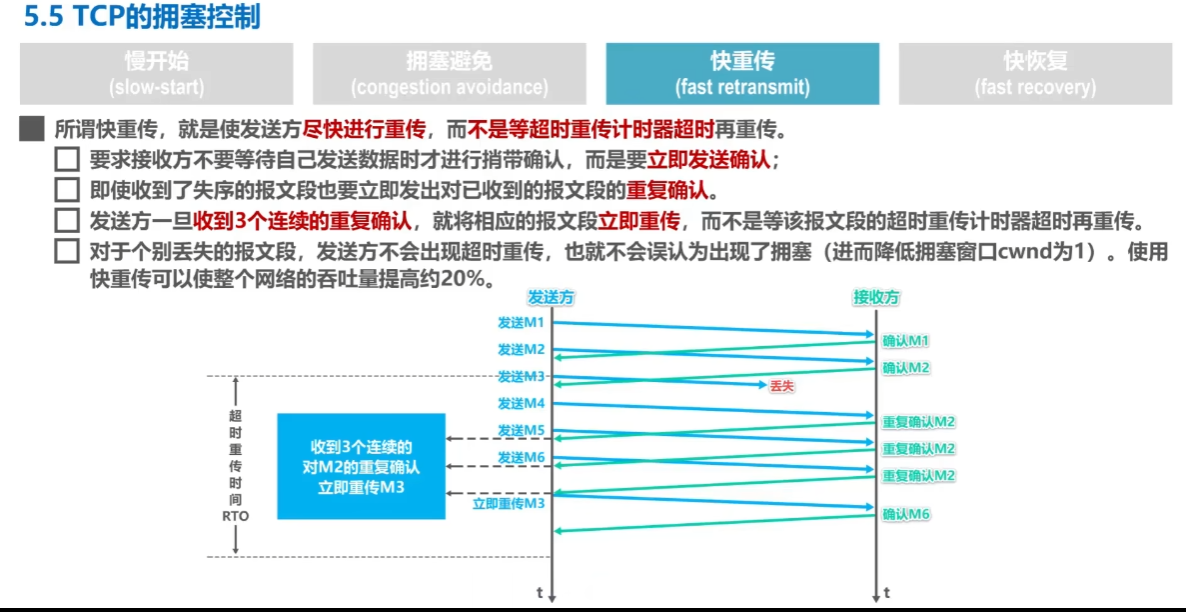 5.5 TCP的拥塞控制
慢开始
(slow-start)
拥塞避免
(congestion avoidance)
快重传
(fast retransmit)
快恢复
(fast recovery)
所谓快重传，就是使发送方尽快进行重传，而不是等超时重传计时器超时再重传。
要求接收方不要等待自己发送数据时才进行捎带确认，而是要立即发送确认；
即使收到了失序的报文段也要立即发出对已收到的报文段的重复确认。
发送方一旦收到3个连续的重复确认，就将相应的报文段立即重传，而不是等该报文段的超时重传计时器超时再重传。
对于个别丢失的报文段，发送方不会出现超时重传，也就不会误认为出现了拥塞（进而降低拥塞窗口cwnd为1）。使用
快重传可以使整个网络的吞吐量提高约20%。
发送方
接收方
发送M1
确认M1
发送M2
确认M2
发送M3
丢失
发送M4
重复确认M2
发送M5
重复确认M2
发送M6
重复确认M2
立即重传M3
确认M6
超
时
重
传
时
间
RTO
收到3个连续的
对M2的重复确认
立即重传M3
t
t